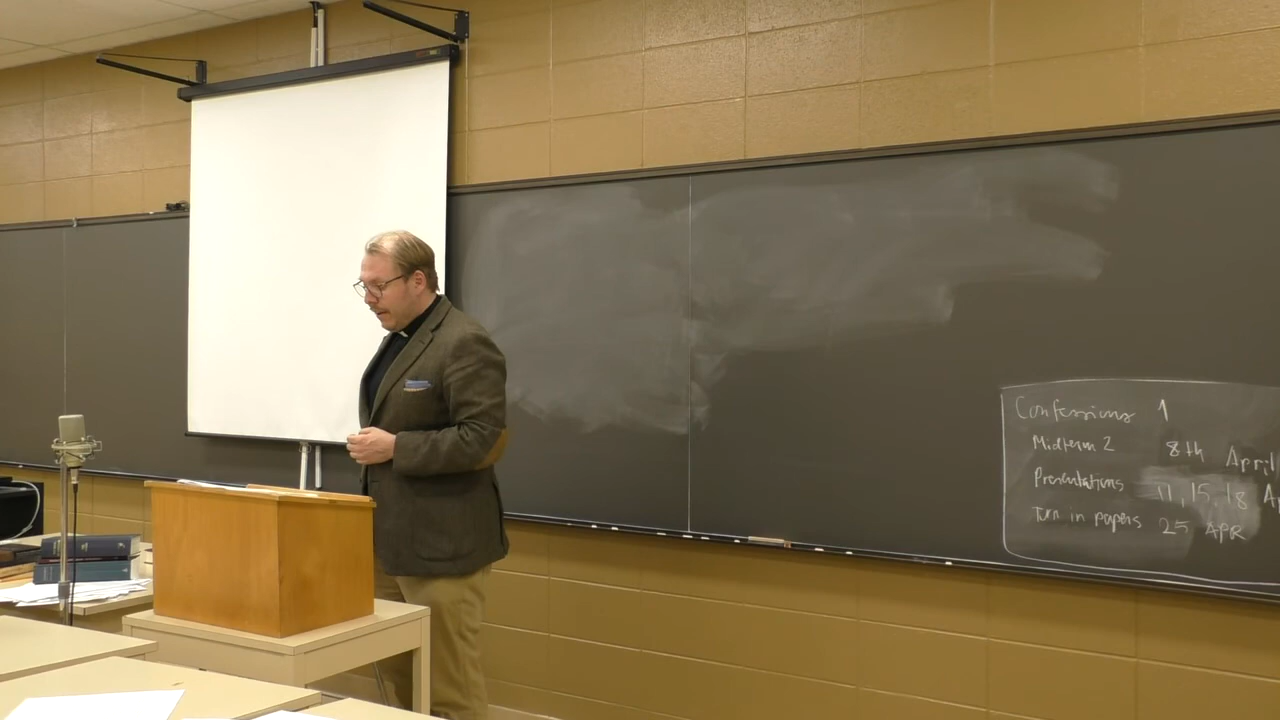 Confessions 1
Midterm 2 8th April
Presentations 11, 15, 18 A
Turn in papers 25 APR